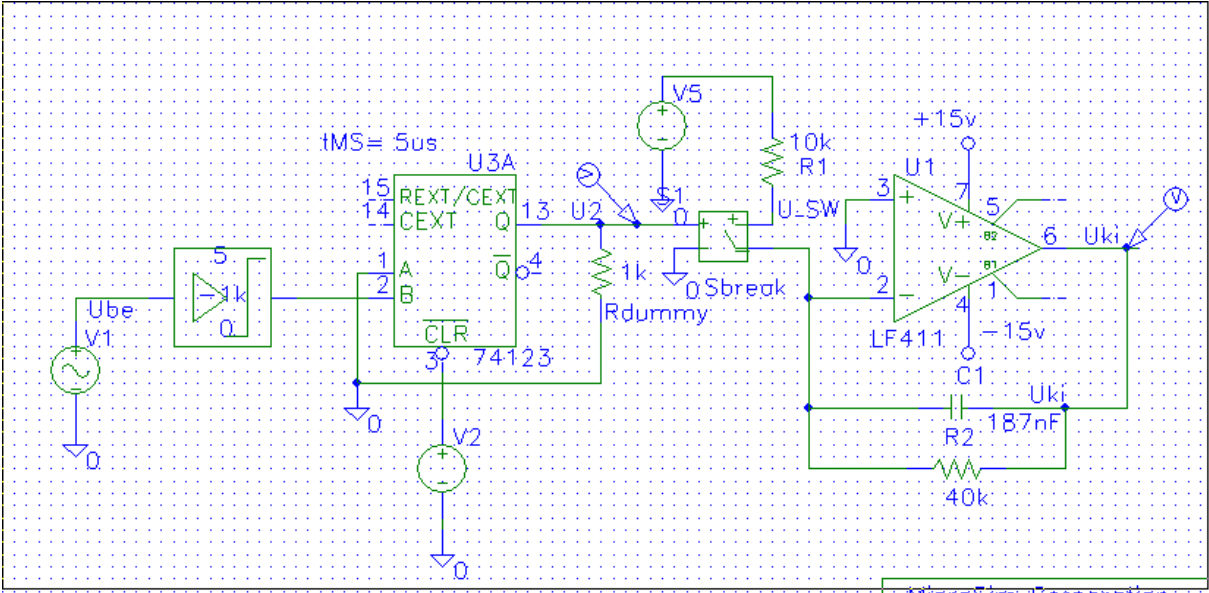 +15v
V5
10k
R1
tMS= 5us
U3A
U1
15
REXT/CEXT
14
CEXT
Q
13
U2
V
S1
0
U_SW
3
+
7
V+
5
B2
6
Uki
V
0
1
A
2
B
Q
4
1k
Rdummy
0
Sbreak
2
-
V-
B1
1
4
-15v
LF411
5
-1k
0
Ube
V1
CLR
3
74123
0
V2
C1
Uki
187nF
R2
40k
0
0